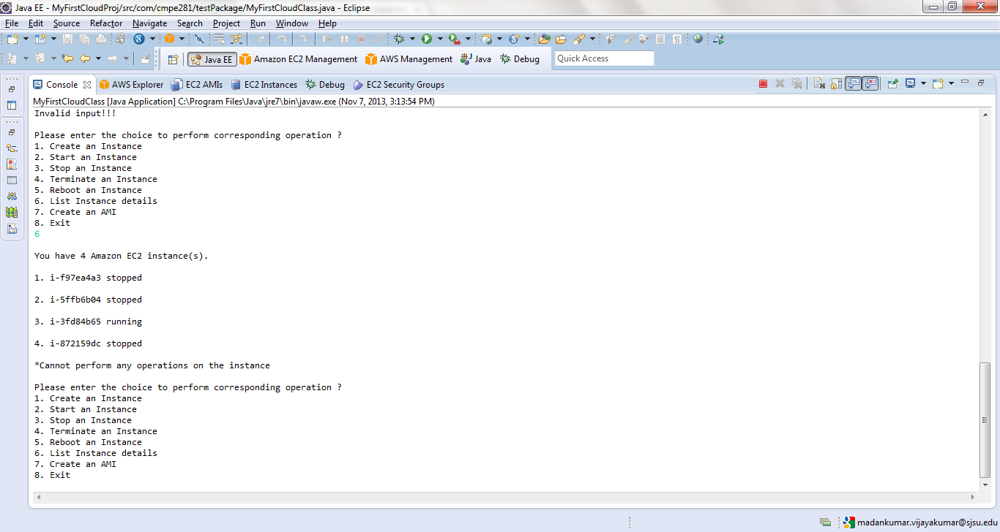 Java EE - MyFirstCloudProj/src/com/cmpe281/testPackage/MyFirstCloudClass.java - Eclipse
File Edit Source Refactor Navigate Search Project Run Window Help
Java EE Amazon EC2 Management AWS Management Java Debug Quick Access
Console AWS Explorer EC2 AMIs EC2 Instances Debug EC2 Security Groups
MyFirstCloudClass [Java Application] C:\Program Files\Java\jre7\bin\javaw.exe (Nov 7, 2013, 3:13:54 PM)
Invalid input!!!
Please enter the choice to perform corresponding operation ?
1. Create an Instance
2. Start an Instance
3. Stop an Instance
4. Terminate an Instance
5. Reboot an Instance
6. List Instance details
7. Create an AMI
8. Exit
6
You have 4 Amazon EC2 instance(s).
1. i-f97ea4a3 stopped
2. i-5ffb6b04 stopped
3. i-3fd84b65 running
4. i-872159dc stopped
*Cannot perform any operations on the instance
Please enter the choice to perform corresponding operation ?
1. Create an Instance
2. Start an Instance
3. Stop an Instance
4. Terminate an Instance
5. Reboot an Instance
6. List Instance details
7. Create an AMI
8. Exit
madankumar.vijayakumar@sjsu.edu